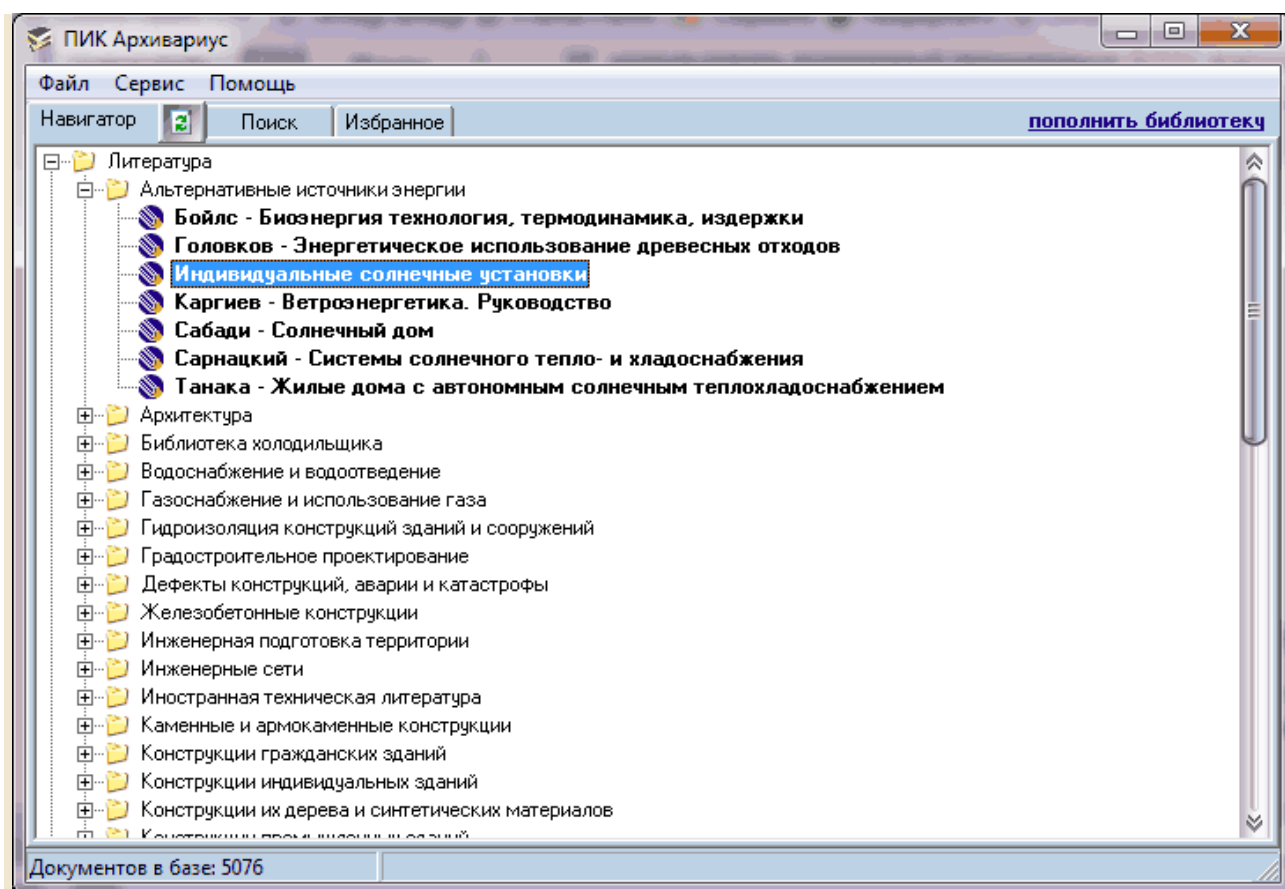 ПИК Архивариус
Файл Сервис Помощь
Навигатор Поиск Избранное пополнить библиотеку
Литература
Альтернативные источники энергии
Бойлс - Биоэнергия технология, термодинамика, издержки
Головков - Энергетическое использование древесных отходов
Индивидуальные солнечные установки
Каргиев - Ветроэнергетика. Руководство
Сабади - Солнечный дом
Сарнацкий - Системы солнечного тепло- и хладоснабжения
Танака - Жилые дома с автономным солнечным теплохладоснабжением
Архитектура
Библиотека холодильщика
Водоснабжение и водоотведение
Газоснабжение и использование газа
Гидроизоляция конструкций зданий и сооружений
Градостроительное проектирование
Дефекты конструкций, аварии и катастрофы
Железобетонные конструкции
Инженерная подготовка территории
Инженерные сети
Иностранная техническая литература
Каменные и армокаменные конструкции
Конструкции гражданских зданий
Конструкции индивидуальных зданий
Конструкции их дерева и синтетических материалов
Конструкции промышленных зданий
Документов в базе: 5076